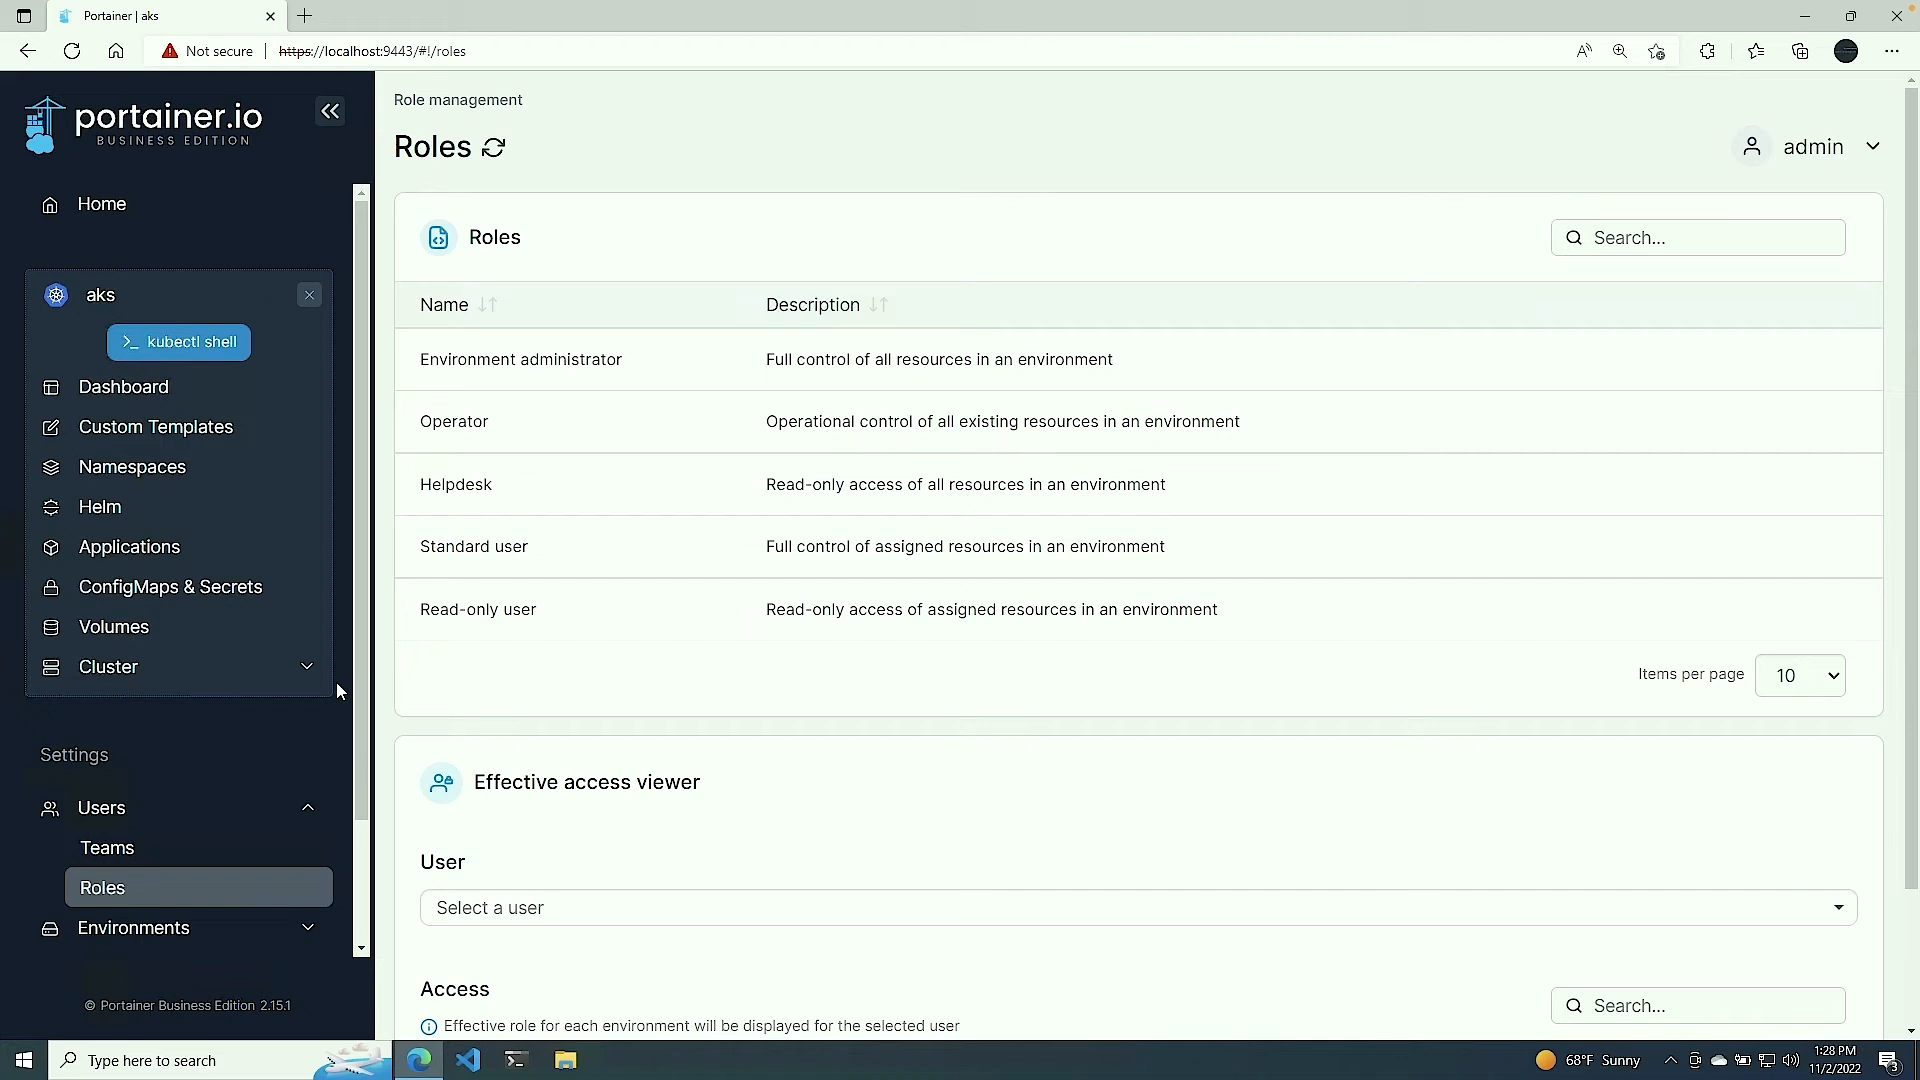 Portainer | aks
Not secure
https://localhost:9443/#!/roles
portainer.io
BUSINESS EDITION
Home
aks
kubectl shell
Dashboard
Custom Templates
Namespaces
Helm
Applications
ConfigMaps & Secrets
Volumes
Cluster
Settings
Users
Teams
Roles
Environments
© Portainer Business Edition 2.15.1
Role management
Roles
admin
Roles
Search...
Name
Description
Environment administrator
Full control of all resources in an environment
Operator
Operational control of all existing resources in an environment
Helpdesk
Read-only access of all resources in an environment
Standard user
Full control of assigned resources in an environment
Read-only user
Read-only access of assigned resources in an environment
Items per page
10
Effective access viewer
User
Select a user
Access
Search...
Effective role for each environment will be displayed for the selected user
Type here to search
68°F Sunny
1:28 PM
11/2/2022
3